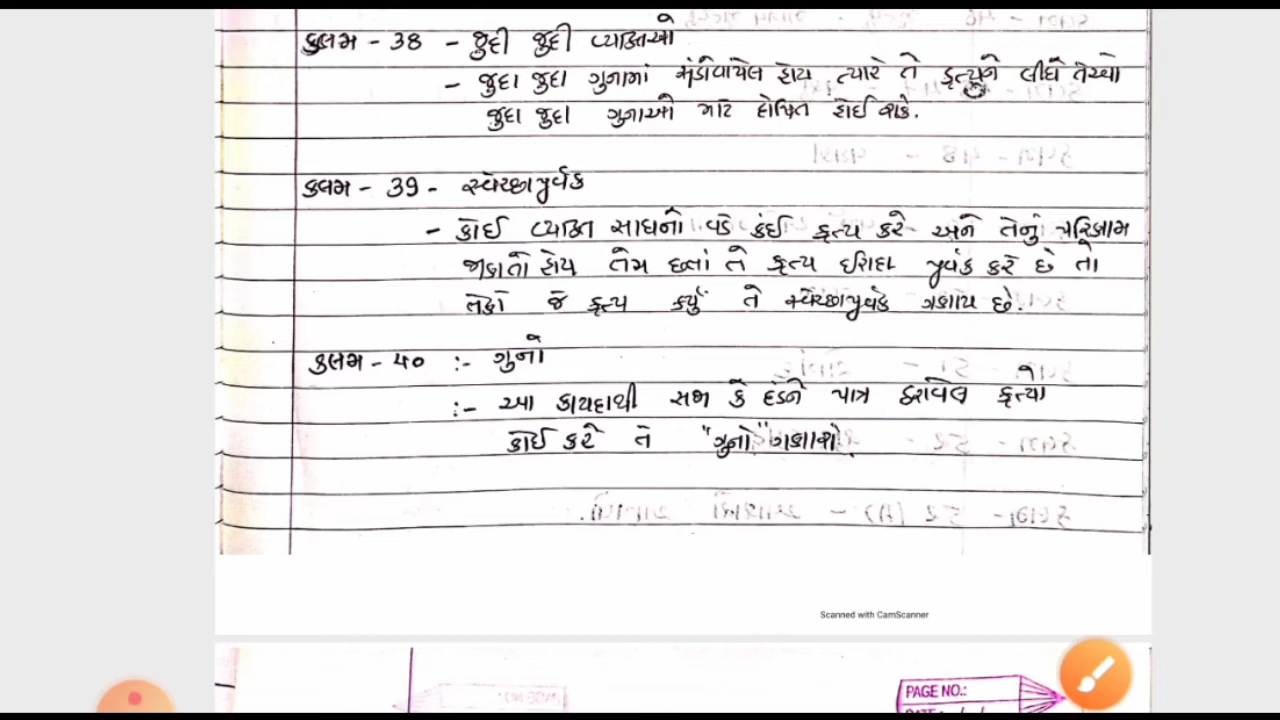 કલમ - 38 - જુદી જુદી વ્યક્તિઓ
- જુદા જુદા ગુનામાં સંડોવાયેલ હોય ત્યારે તે કૃત્યને લીધે તેઓ
જુદા જુદા ગુનાઓ માટે દોષિત હોઈ શકે.
કલમ - 39 - સ્વેચ્છાપૂર્વક
- કોઈ વ્યક્તિ સાધનો વડે કંઈ કૃત્ય કરે અને તેનું પરિણામ
જાણતો હોય તેમ છતાં તે કૃત્ય ઈરાદા પૂર્વક કરે છે તો
તેણે જે કૃત્ય કર્યું તે સ્વેચ્છાપૂર્વક ગણાય છે.
કલમ - ૪૦ :- ગુનો
:- આ કાયદાથી સજા કે દંડને પાત્ર ઠરાવેલ કૃત્યો
કોઈ કરે તે "ગુનો" ગણાશે.
Scanned with CamScanner
PAGE NO.: